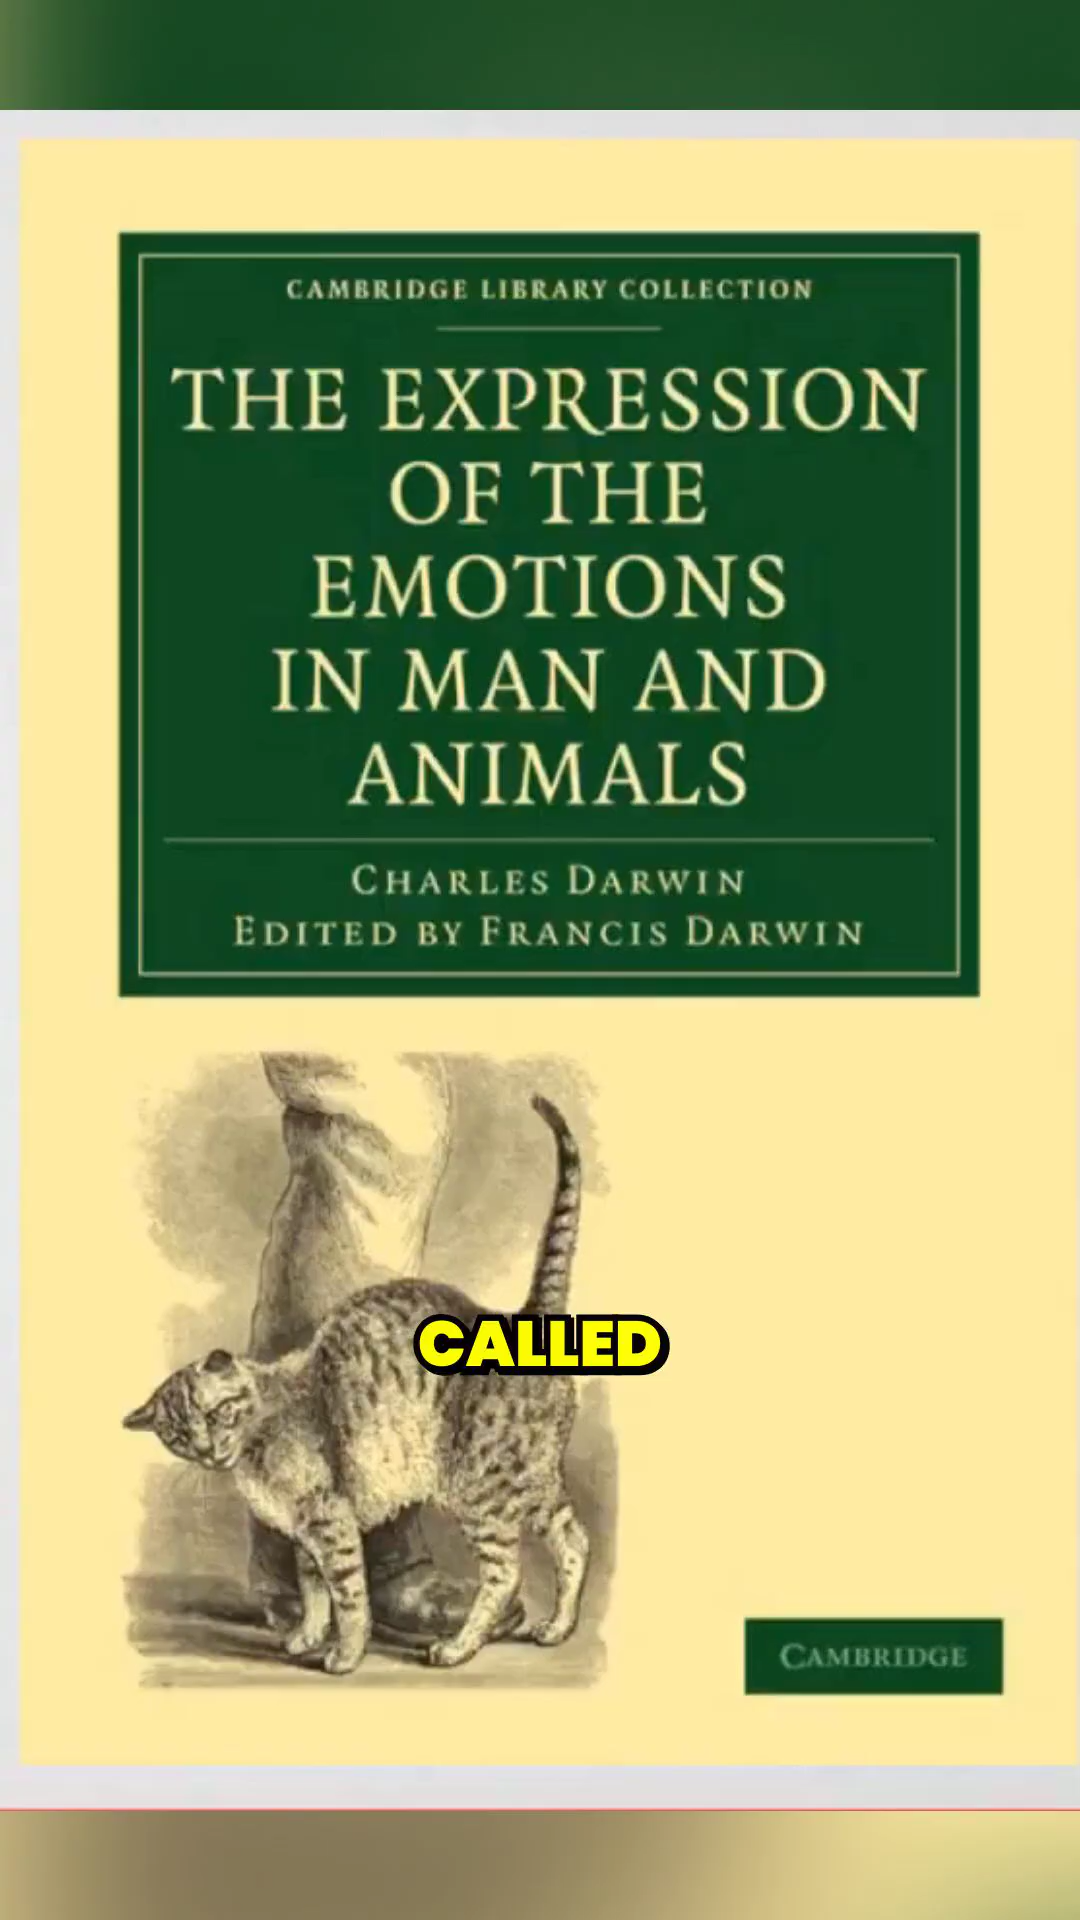 CAMBRIDGE LIBRARY COLLECTION
THE EXPRESSION
OF THE
EMOTIONS
IN MAN AND
ANIMALS
CHARLES DARWIN
EDITED BY FRANCIS DARWIN
CALLED
CAMBRIDGE